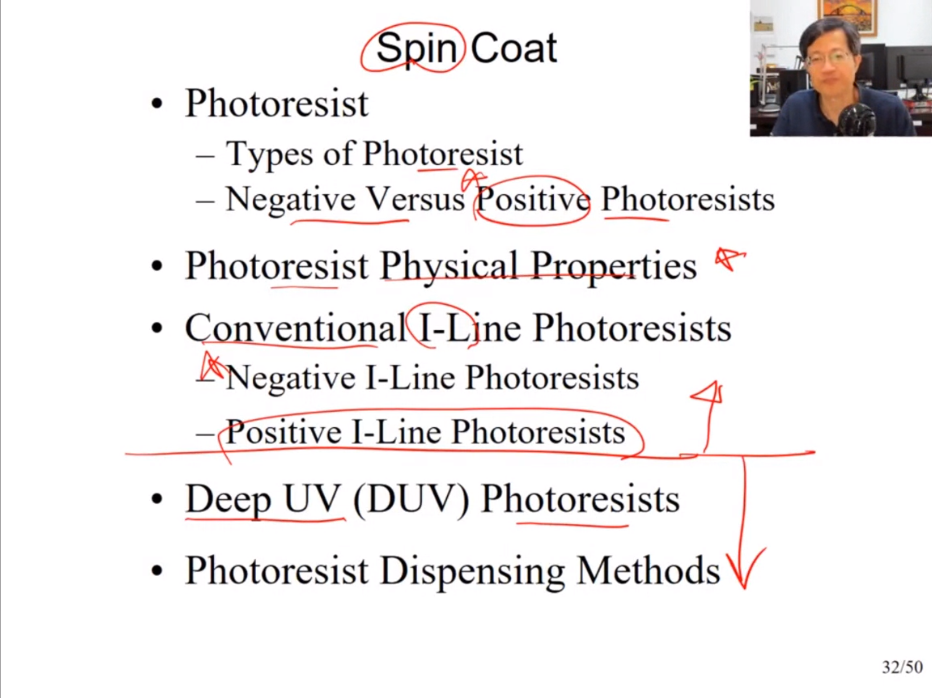 Spin Coat
• Photoresist
– Types of Photoresist
– Negative Versus Positive Photoresists
• Photoresist Physical Properties
• Conventional I-Line Photoresists
– Negative I-Line Photoresists
– Positive I-Line Photoresists
• Deep UV (DUV) Photoresists
• Photoresist Dispensing Methods
32/50